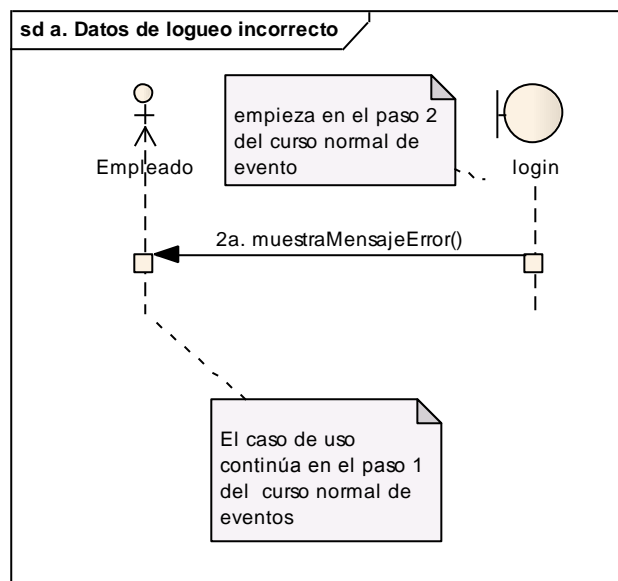 sd a. Datos de logueo incorrecto
empieza en el paso 2
del curso normal de
evento
Empleado
login
2a. muestraMensajeError()
El caso de uso
continúa en el paso 1
del curso normal de
eventos